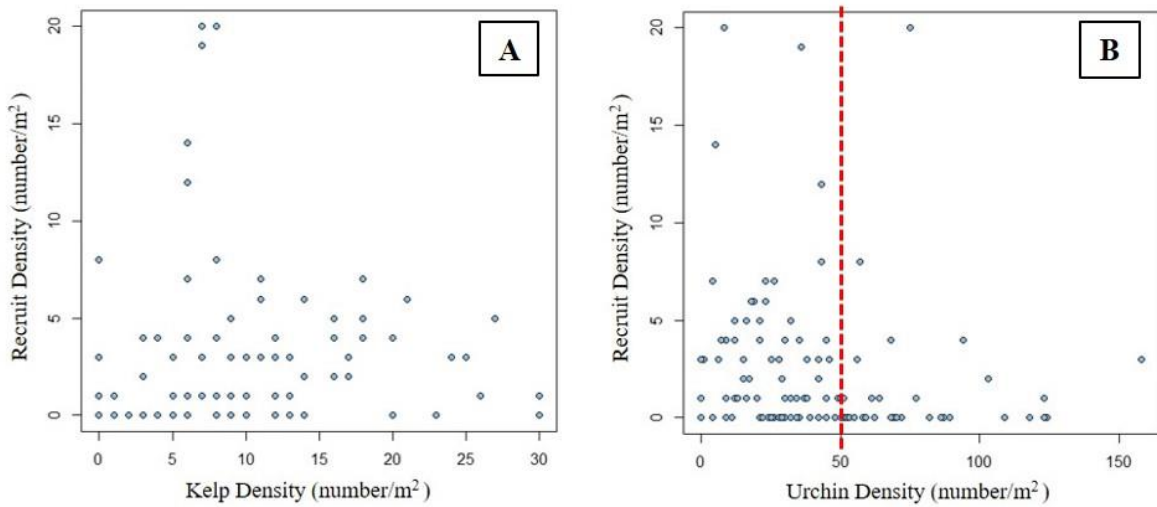 A
Recruit Density (number/m²)
20
15
10
5
0
0 5 10 15 20 25 30
Kelp Density (number/m²)
B
Recruit Density (number/m²)
20
15
10
5
0
0 50 100 150
Urchin Density (number/m²)